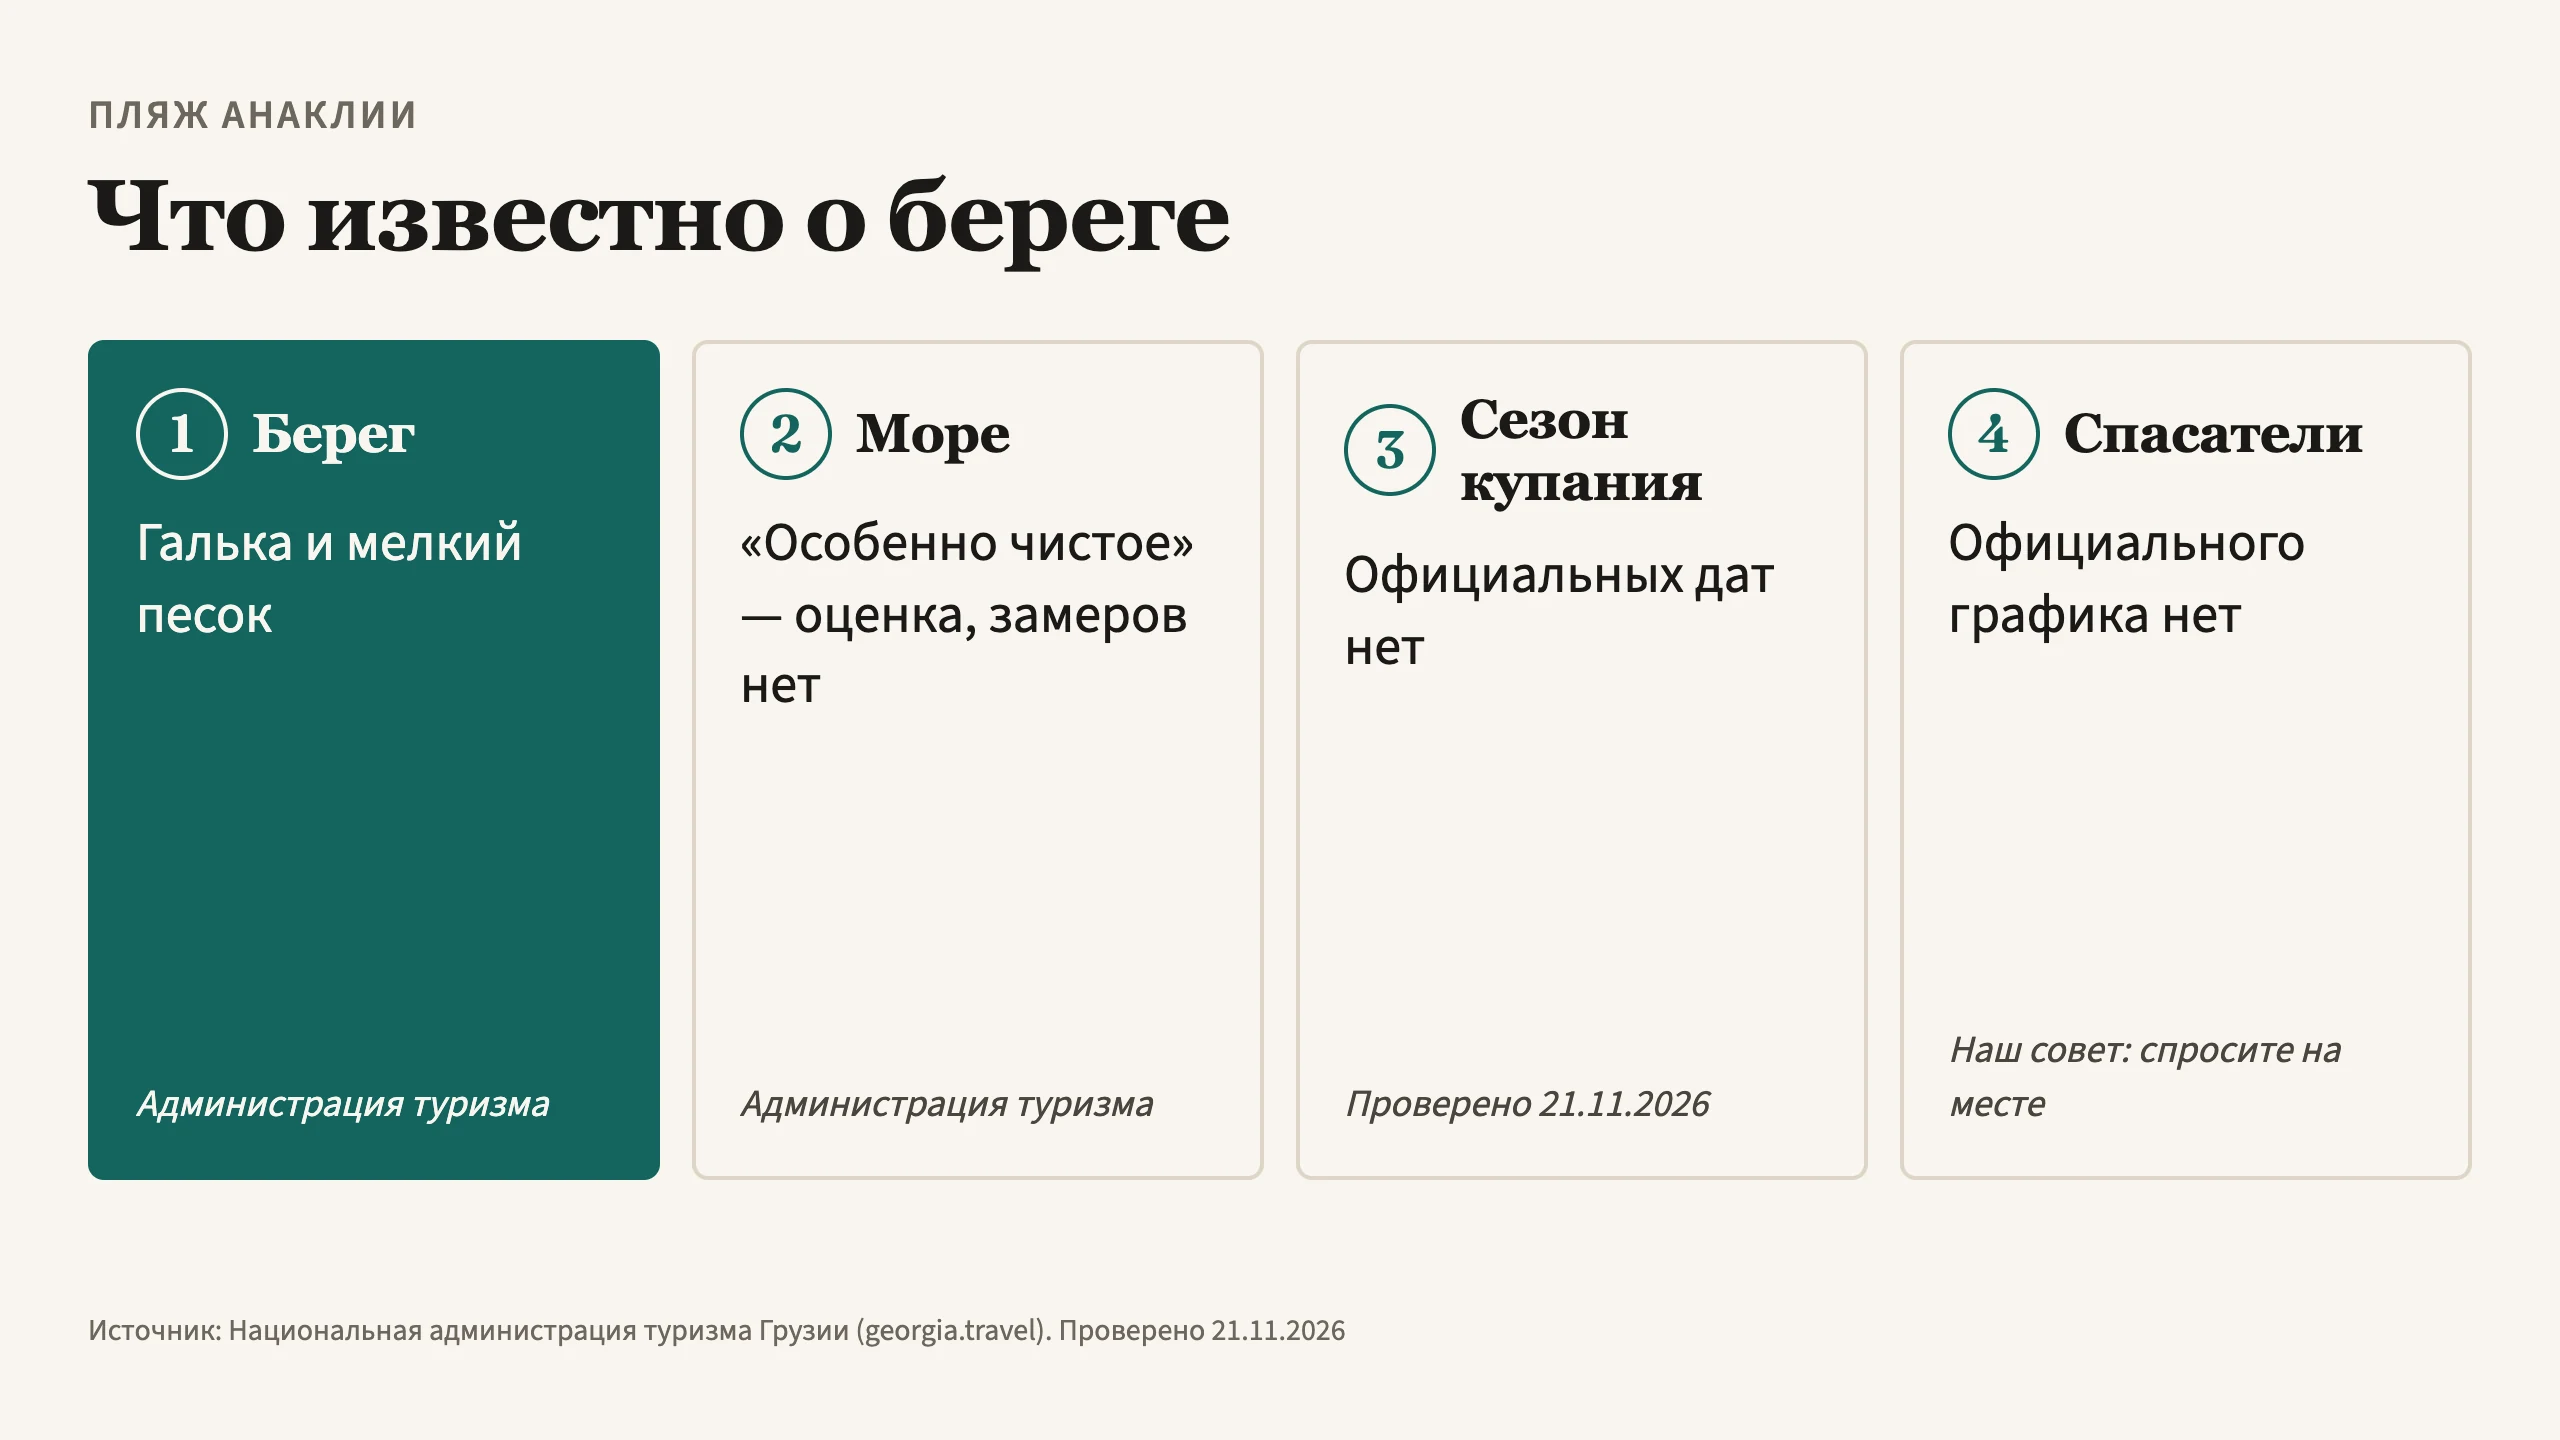 ПЛЯЖ АНАКЛИИ
Что известно о береге
1 Берег
Галька и мелкий
песок
Администрация туризма
2 Море
«Особенно чистое»
— оценка, замеров
нет
Администрация туризма
3 Сезон
купания
Официальных дат
нет
Проверено 21.11.2026
4 Спасатели
Официального
графика нет
Наш совет: спросите на
месте
Источник: Национальная администрация туризма Грузии (georgia.travel). Проверено 21.11.2026